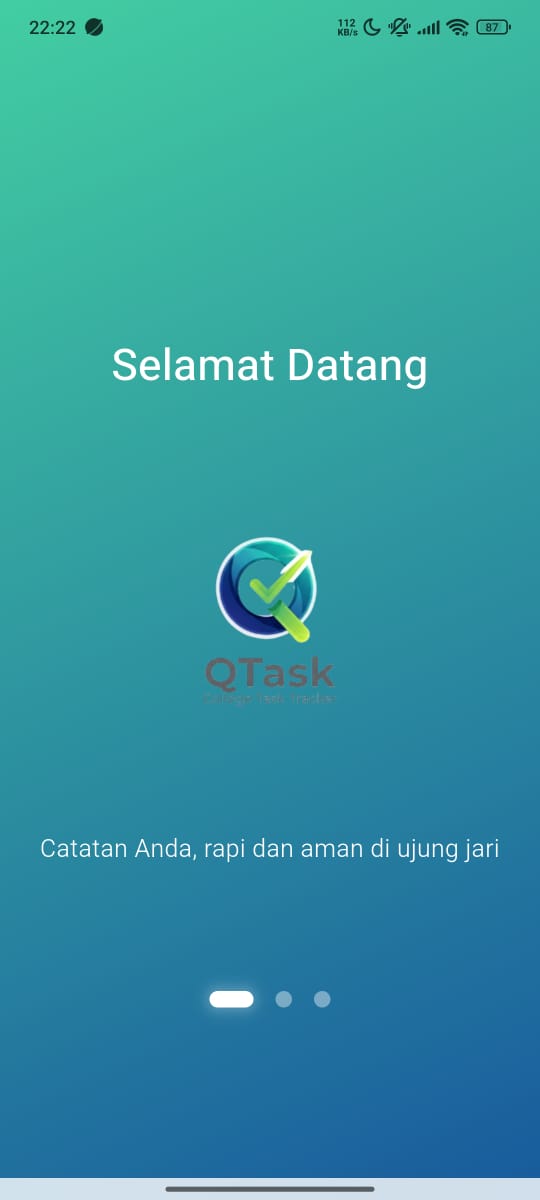 22:22
112
KB/s
87
Selamat Datang
QTask
College Task Tracker
Catatan Anda, rapi dan aman di ujung jari